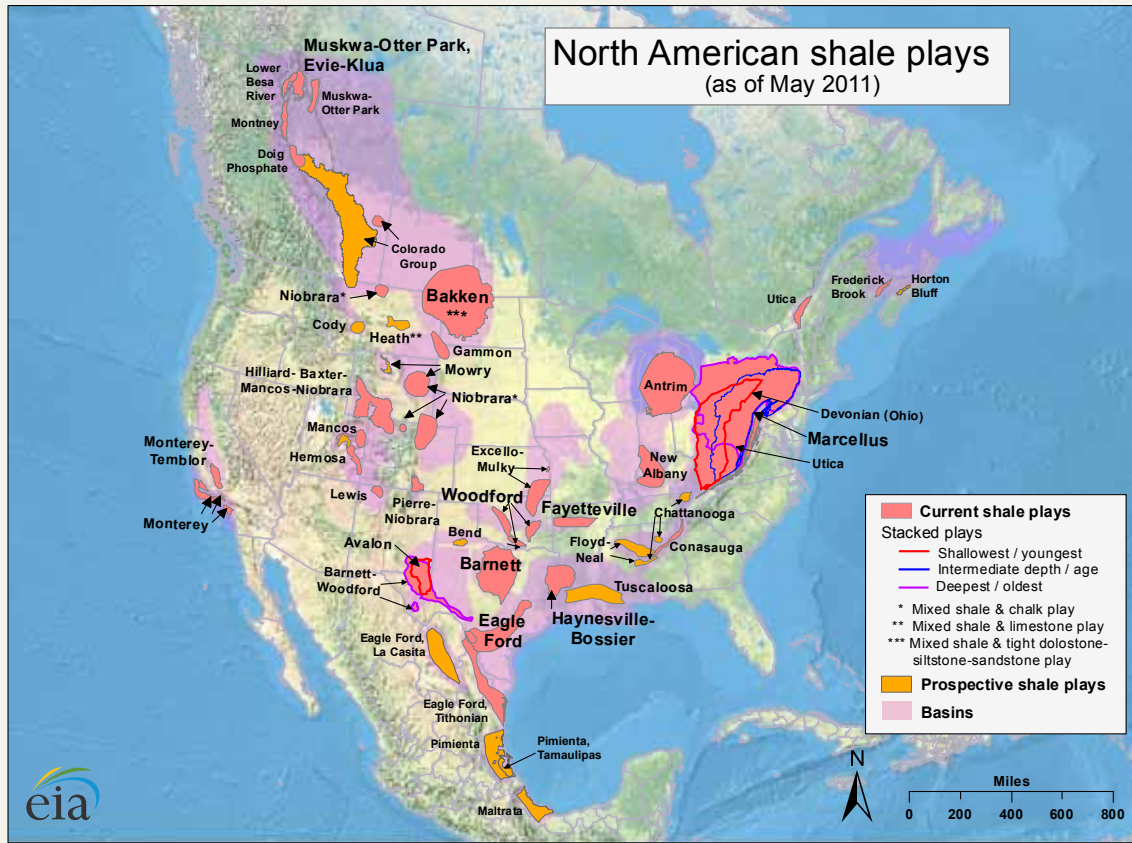 North American shale plays
(as of May 2011)
Muskwa-Otter Park,
Evie-Klua
Lower
Besa
River
Muskwa-
Otter Park
Montney
Doig
Phosphate
Colorado
Group
Niobrara*
Bakken
***
Cody
Heath**
Gammon
Mowry
Hilliard- Baxter-
Mancos-Niobrara
Niobrara*
Antrim
Utica
Frederick
Brook
Horton
Bluff
Devonian (Ohio)
Marcellus
Utica
Mancos
Hermosa
Monterey-
Temblor
Monterey
Lewis
Pierre-
Niobrara
Excello-
Mulky
New
Albany
Woodford
Fayetteville
Chattanooga
Bend
Floyd-
Neal
Conasauga
Avalon
Barnett
Barnett-
Woodford
Tuscaloosa
Haynesville-
Bossier
Eagle
Ford
Eagle Ford,
La Casita
Eagle Ford,
Tithonian
Pimienta
Pimienta,
Tamaulipas
Maltrata
Current shale plays
Stacked plays
Shallowest / youngest
Intermediate depth / age
Deepest / oldest
* Mixed shale & chalk play
** Mixed shale & limestone play
*** Mixed shale & tight dolostone-
siltstone-sandstone play
Prospective shale plays
Basins
N
Miles
0 200 400 600 800
eia